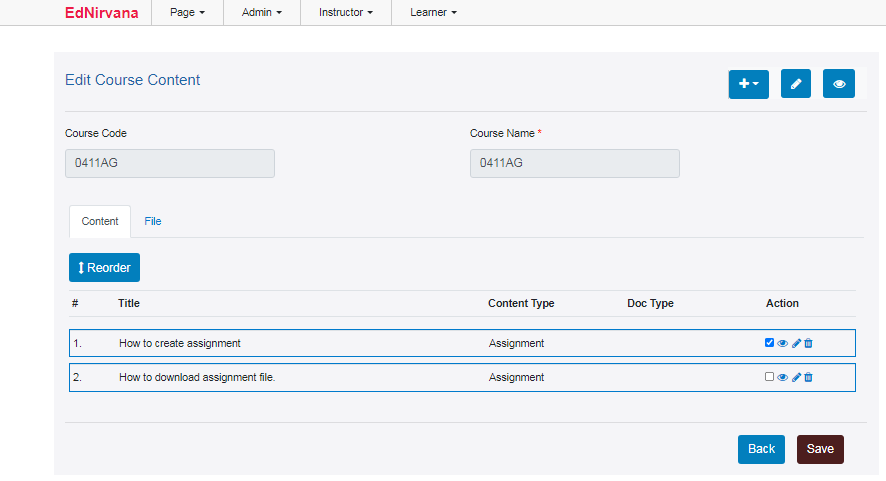 EdNirvana Page Admin Instructor Learner
Edit Course Content
Course Code Course Name *
0411AG 0411AG
Content File
Reorder
# Title Content Type Doc Type Action
1. How to create assignment Assignment
2. How to download assignment file. Assignment
Back Save